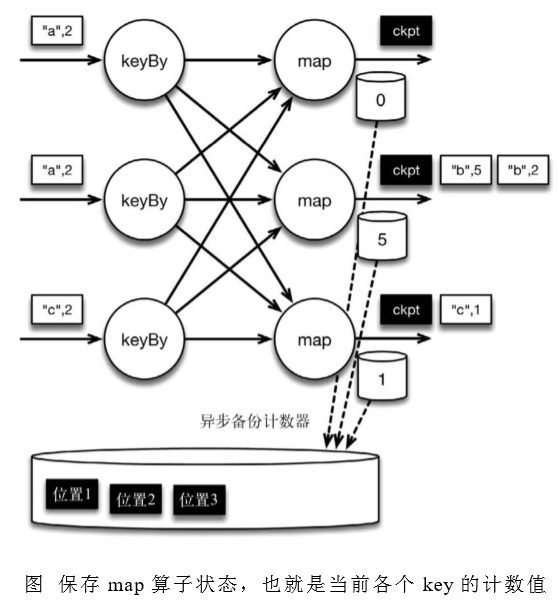 "a",2
keyBy
map
ckpt
0
"a",2
keyBy
map
ckpt
"b",5
"b",2
5
"c",2
keyBy
map
ckpt
"c",1
1
异步备份计数器
位置1
位置2
位置3
图 保存 map 算子状态，也就是当前各个 key 的计数值